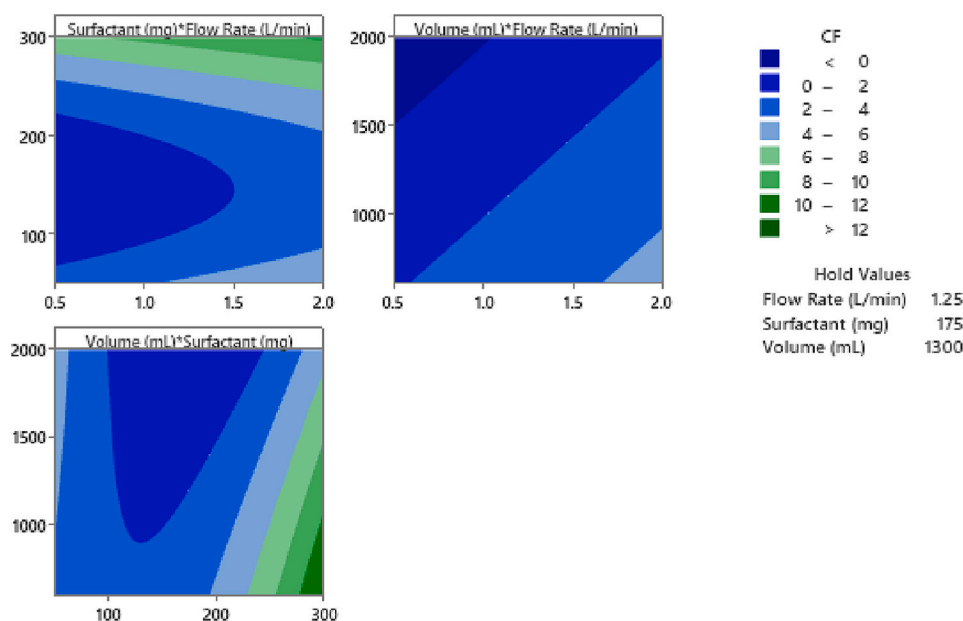 Surfactant (mg)*Flow Rate (L/min)
300
200
100
0.5 1.0 1.5 2.0
Volume (mL)*Flow Rate (L/min)
2000
1500
1000
0.5 1.0 1.5 2.0
Volume (mL)*Surfactant (mg)
2000
1500
1000
100 200 300
CF
< 0
0 – 2
2 – 4
4 – 6
6 – 8
8 – 10
10 – 12
> 12
Hold Values
Flow Rate (L/min) 1.25
Surfactant (mg) 175
Volume (mL) 1300